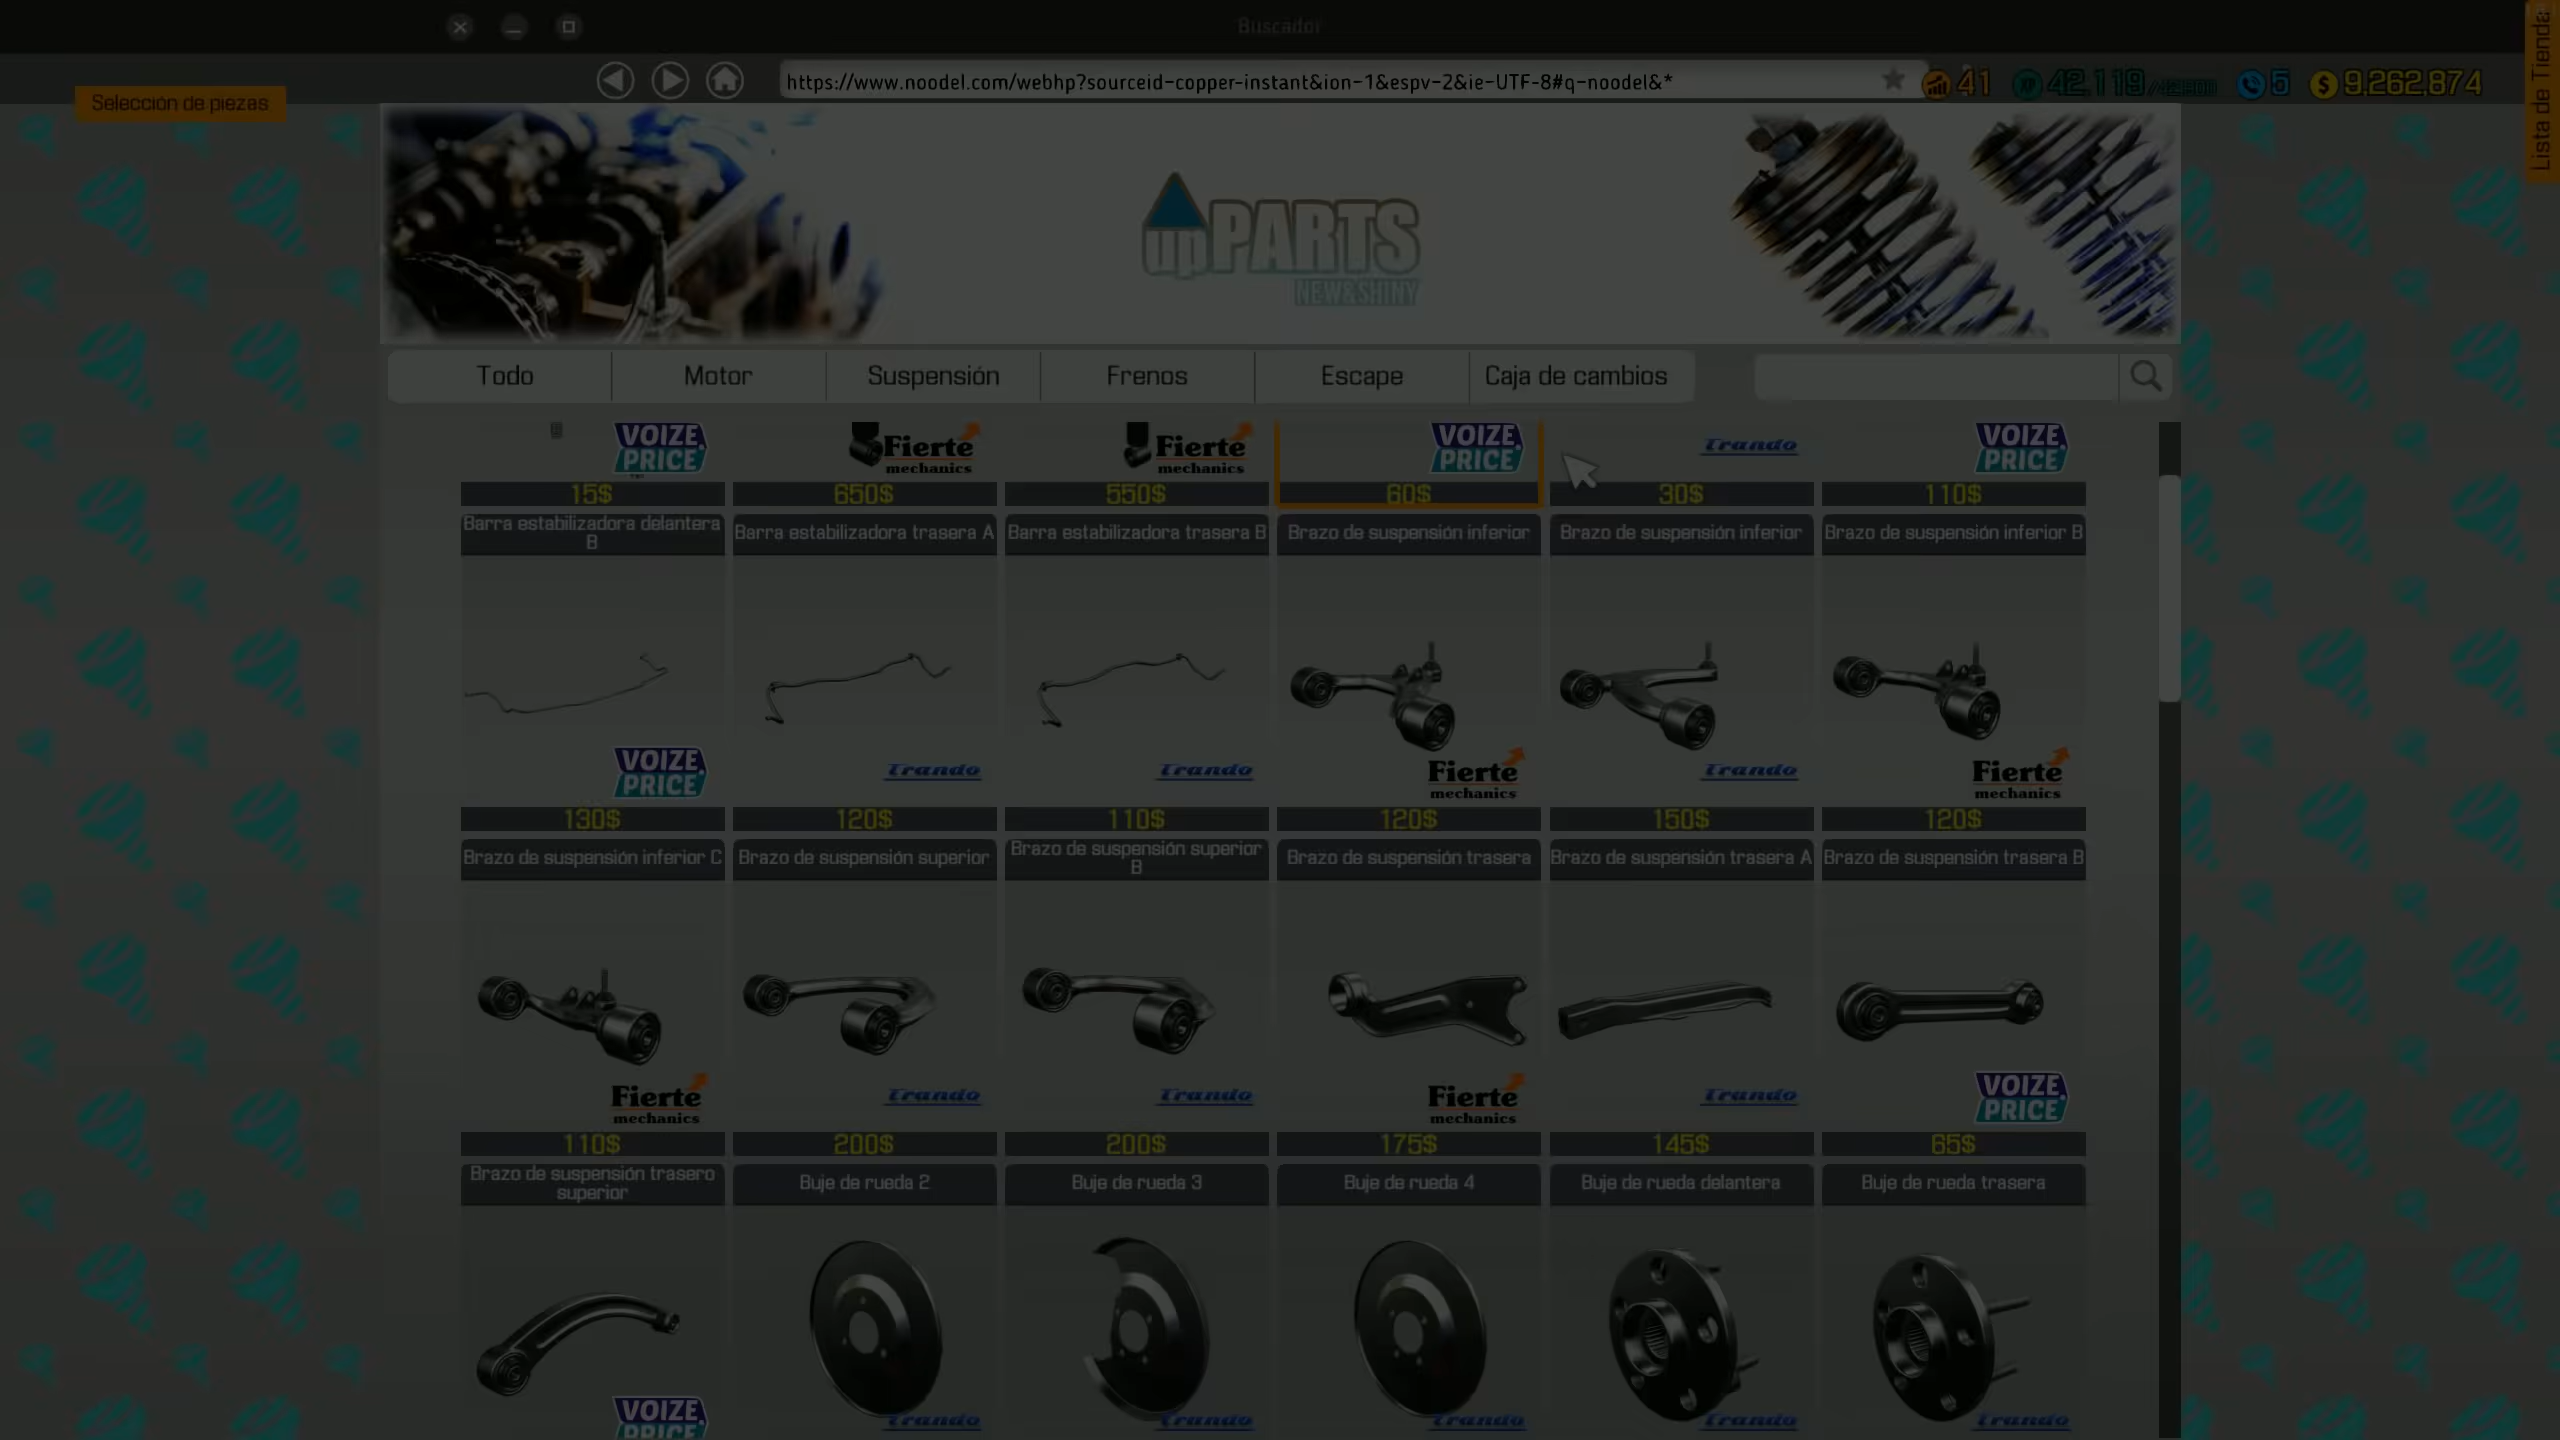 Buscador
Lista de Tienda
https://www.noodel.com/webhp?sourceid-copper-instant&ion-1&espv-2&ie-UTF-8#q-noodel&*
41
42,119
5
9,262,874
Selección de piezas
upPARTS
NEW&SHINY
Todo
Motor
Suspensión
Frenos
Escape
Caja de cambios
VOIZE PRICE
Fierte mechanics
Fierte mechanics
VOIZE PRICE
Trando
VOIZE PRICE
15$
650$
550$
60$
30$
110$
Barra estabilizadora delantera B
Barra estabilizadora trasera A
Barra estabilizadora trasera B
Brazo de suspensión inferior
Brazo de suspensión inferior
Brazo de suspensión inferior B
VOIZE PRICE
Trando
Trando
Fierte mechanics
Trando
Fierte mechanics
130$
120$
110$
120$
150$
120$
Brazo de suspensión inferior C
Brazo de suspensión superior
Brazo de suspensión superior B
Brazo de suspensión trasera
Brazo de suspensión trasera A
Brazo de suspensión trasera B
Fierte mechanics
Trando
Trando
Fierte mechanics
Trando
VOIZE PRICE
110$
200$
200$
175$
145$
65$
Brazo de suspensión trasero superior
Buje de rueda 2
Buje de rueda 3
Buje de rueda 4
Buje de rueda delantera
Buje de rueda trasera
VOIZE PRICE
Trando
Trando
Trando
Trando
Trando